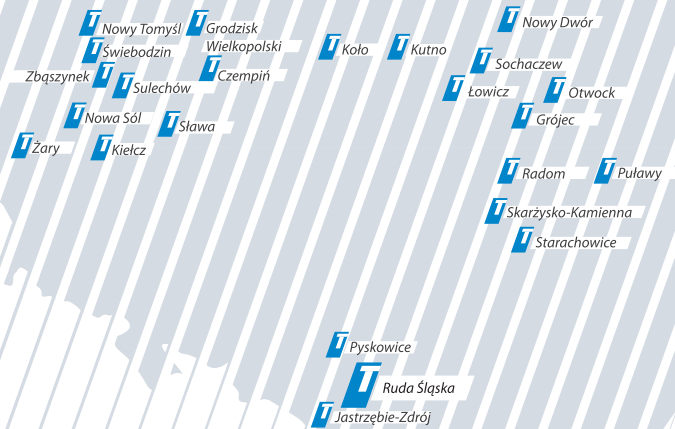 T Nowy Tomyśl
T Grodzisk
Wielkopolski
T Świebodzin
Zbąszynek T
T Sulechów
T Czempiń
T Koło
T Kutno
T Nowy Dwór
T Sochaczew
T Łowicz
T Otwock
T Grójec
T Nowa Sól
T Sława
T Żary
T Kiełcz
T Radom
T Puławy
T Skarżysko-Kamienna
T Starachowice
T Pyskowice
T Ruda Śląska
T Jastrzębie-Zdrój